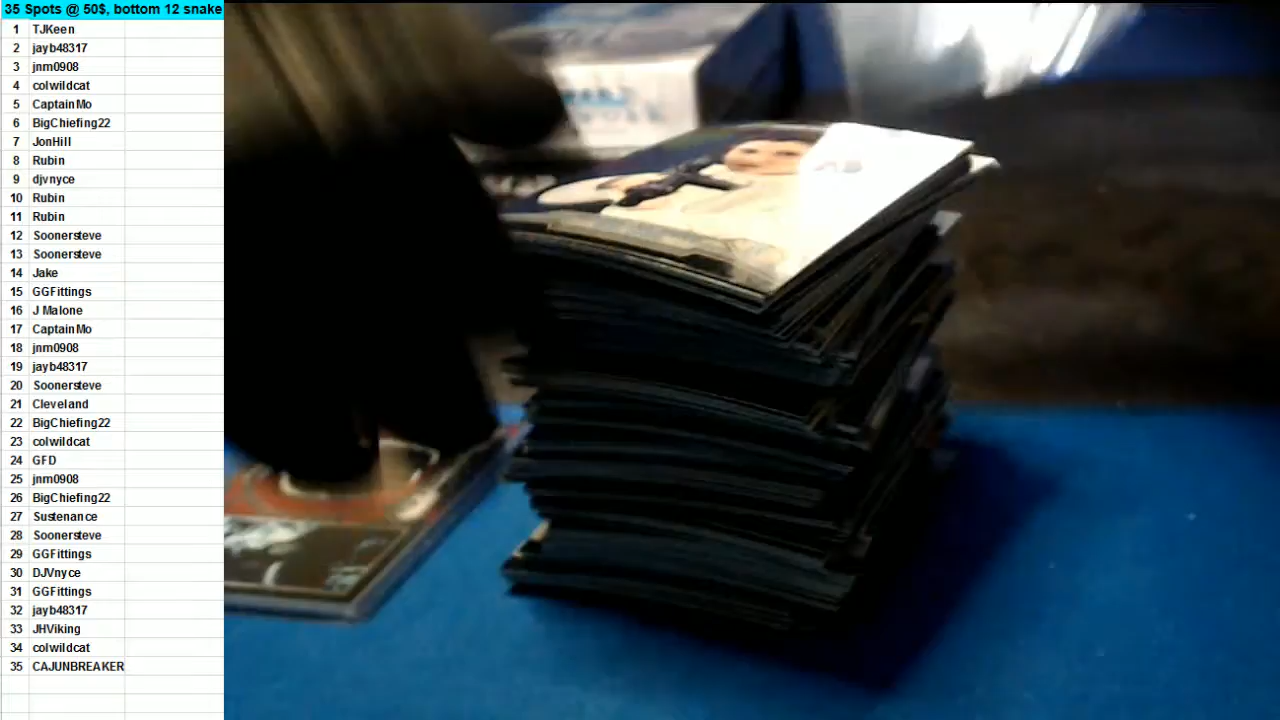 35 Spots @ 50$, bottom 12 snake
1 TJKeen
2 jayb48317
3 jnm0908
4 colwildcat
5 CaptainMo
6 BigChiefing22
7 JonHill
8 Rubin
9 djvnyce
10 Rubin
11 Rubin
12 Soonersteve
13 Soonersteve
14 Jake
15 GGFittings
16 J Malone
17 CaptainMo
18 jnm0908
19 jayb48317
20 Soonersteve
21 Cleveland
22 BigChiefing22
23 colwildcat
24 GFD
25 jnm0908
26 BigChiefing22
27 Sustenance
28 Soonersteve
29 GGFittings
30 DJVnyce
31 GGFittings
32 jayb48317
33 JHViking
34 colwildcat
35 CAJUNBREAKER